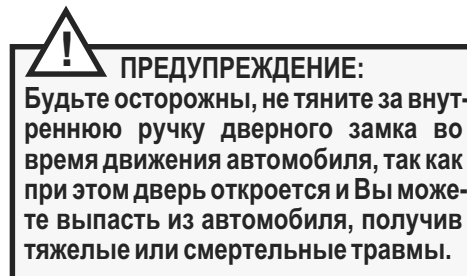 !
ПРЕДУПРЕЖДЕНИЕ:
Будьте осторожны, не тяните за внут-
реннюю ручку дверного замка во
время движения автомобиля, так как
при этом дверь откроется и Вы може-
те выпасть из автомобиля, получив
тяжелые или смертельные травмы.